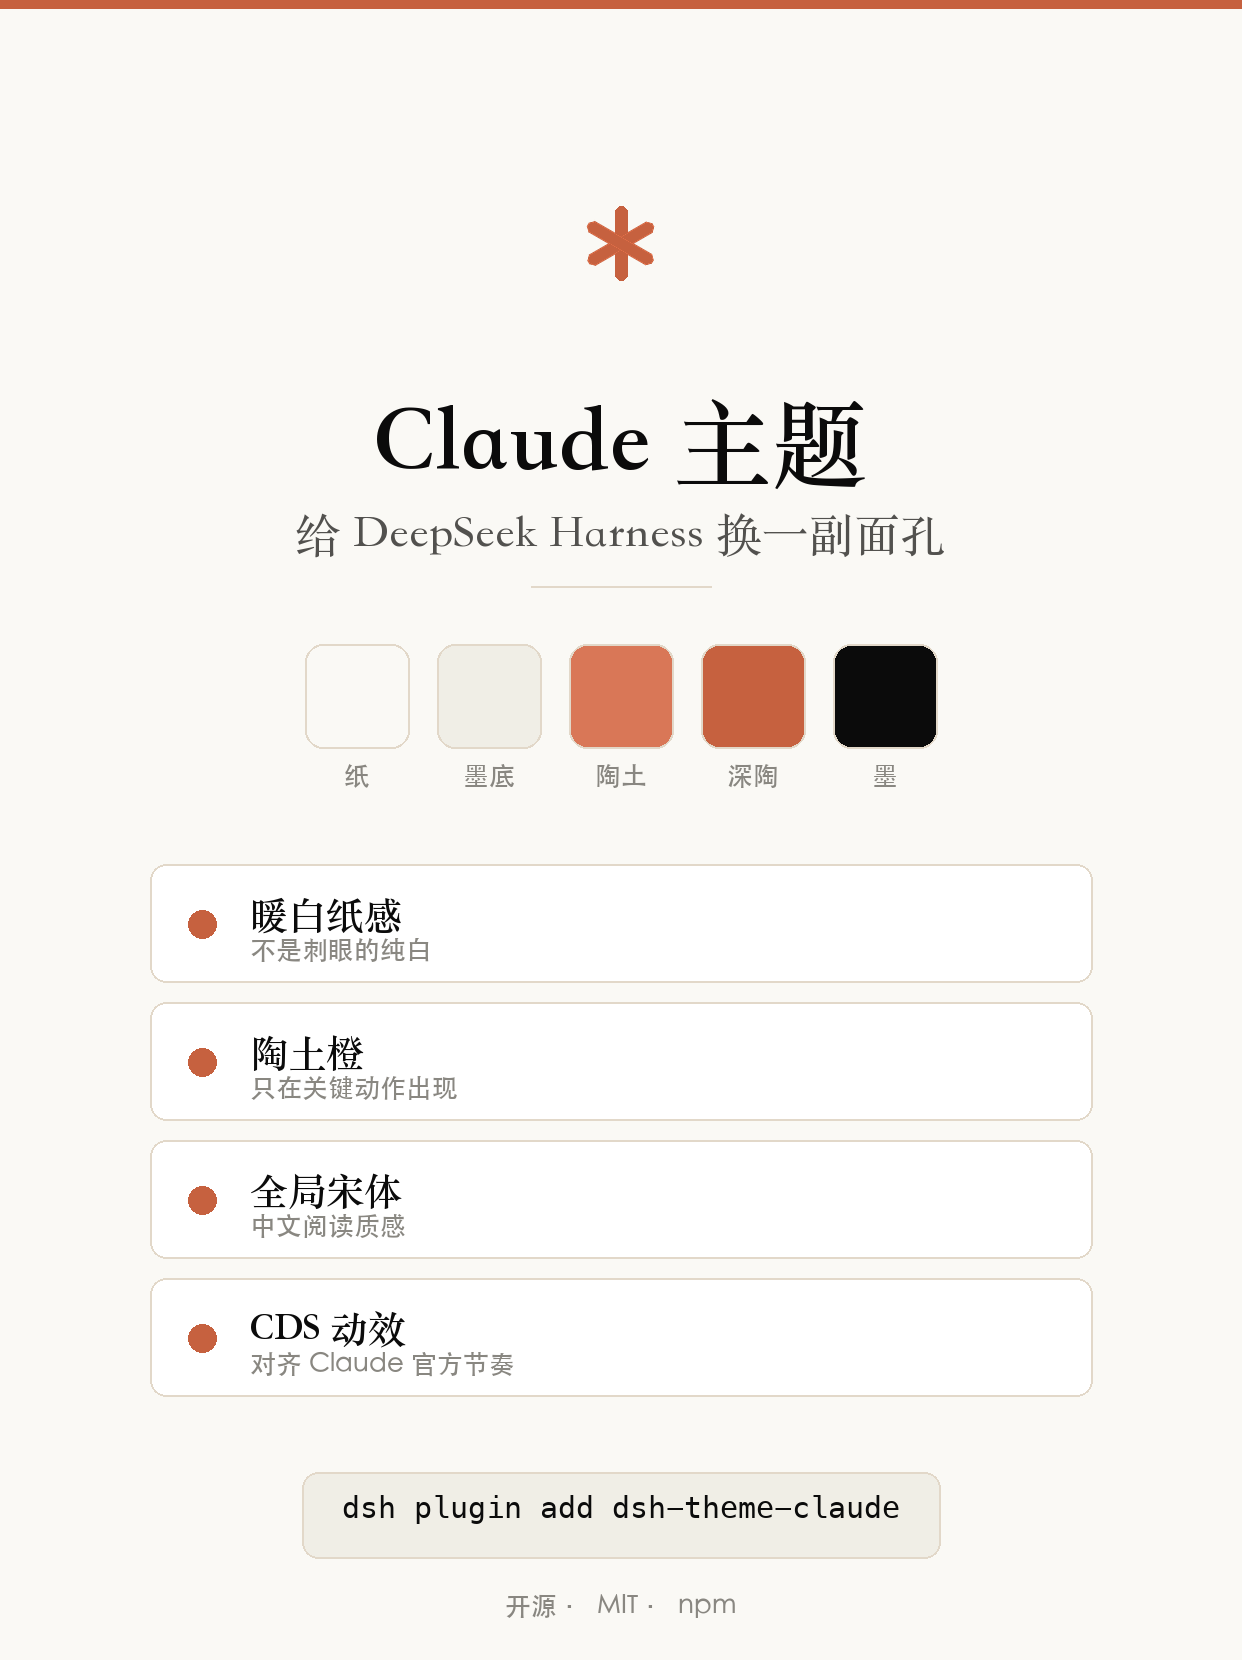 Claude 主题
给 DeepSeek Harness 换一副面孔
纸 墨底 陶土 深陶 墨
暖白纸感
不是刺眼的纯白
陶土橙
只在关键动作出现
全局宋体
中文阅读质感
CDS 动效
对齐 Claude 官方节奏
dsh plugin add dsh-theme-claude
开源 · MIT · npm